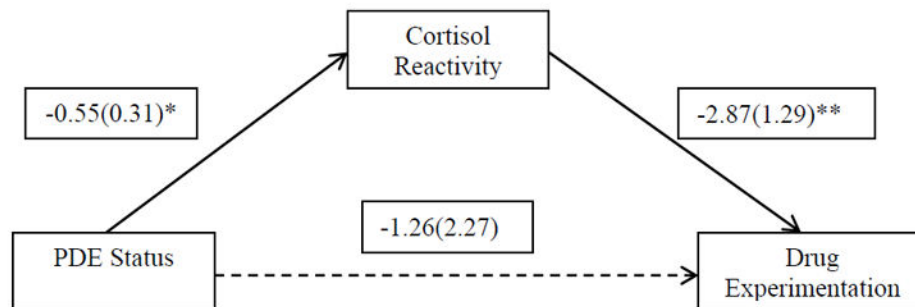 Cortisol
Reactivity
-0.55(0.31)*
-2.87(1.29)**
-1.26(2.27)
PDE Status
Drug
Experimentation